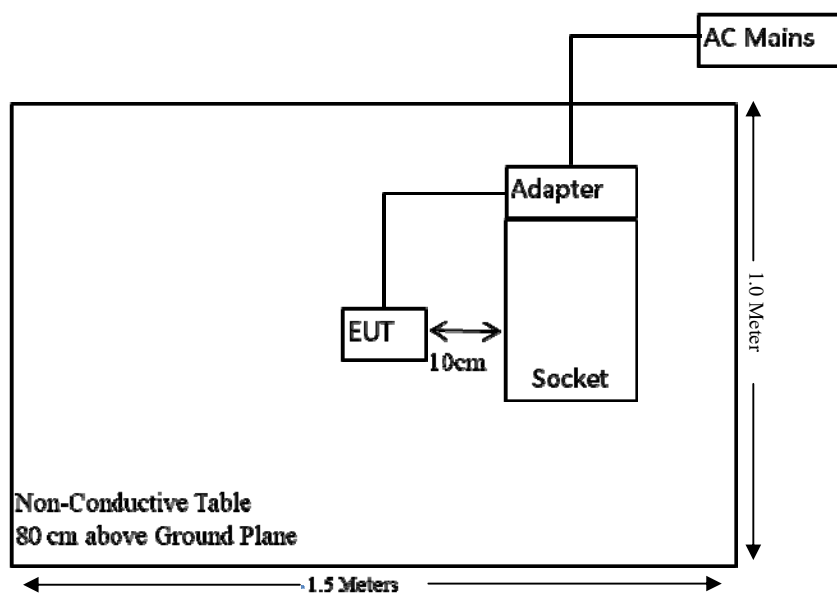 AC Mains
Adapter
EUT
10cm
Socket
1.0 Meter
Non-Conductive Table
80 cm above Ground Plane
1.5 Meters